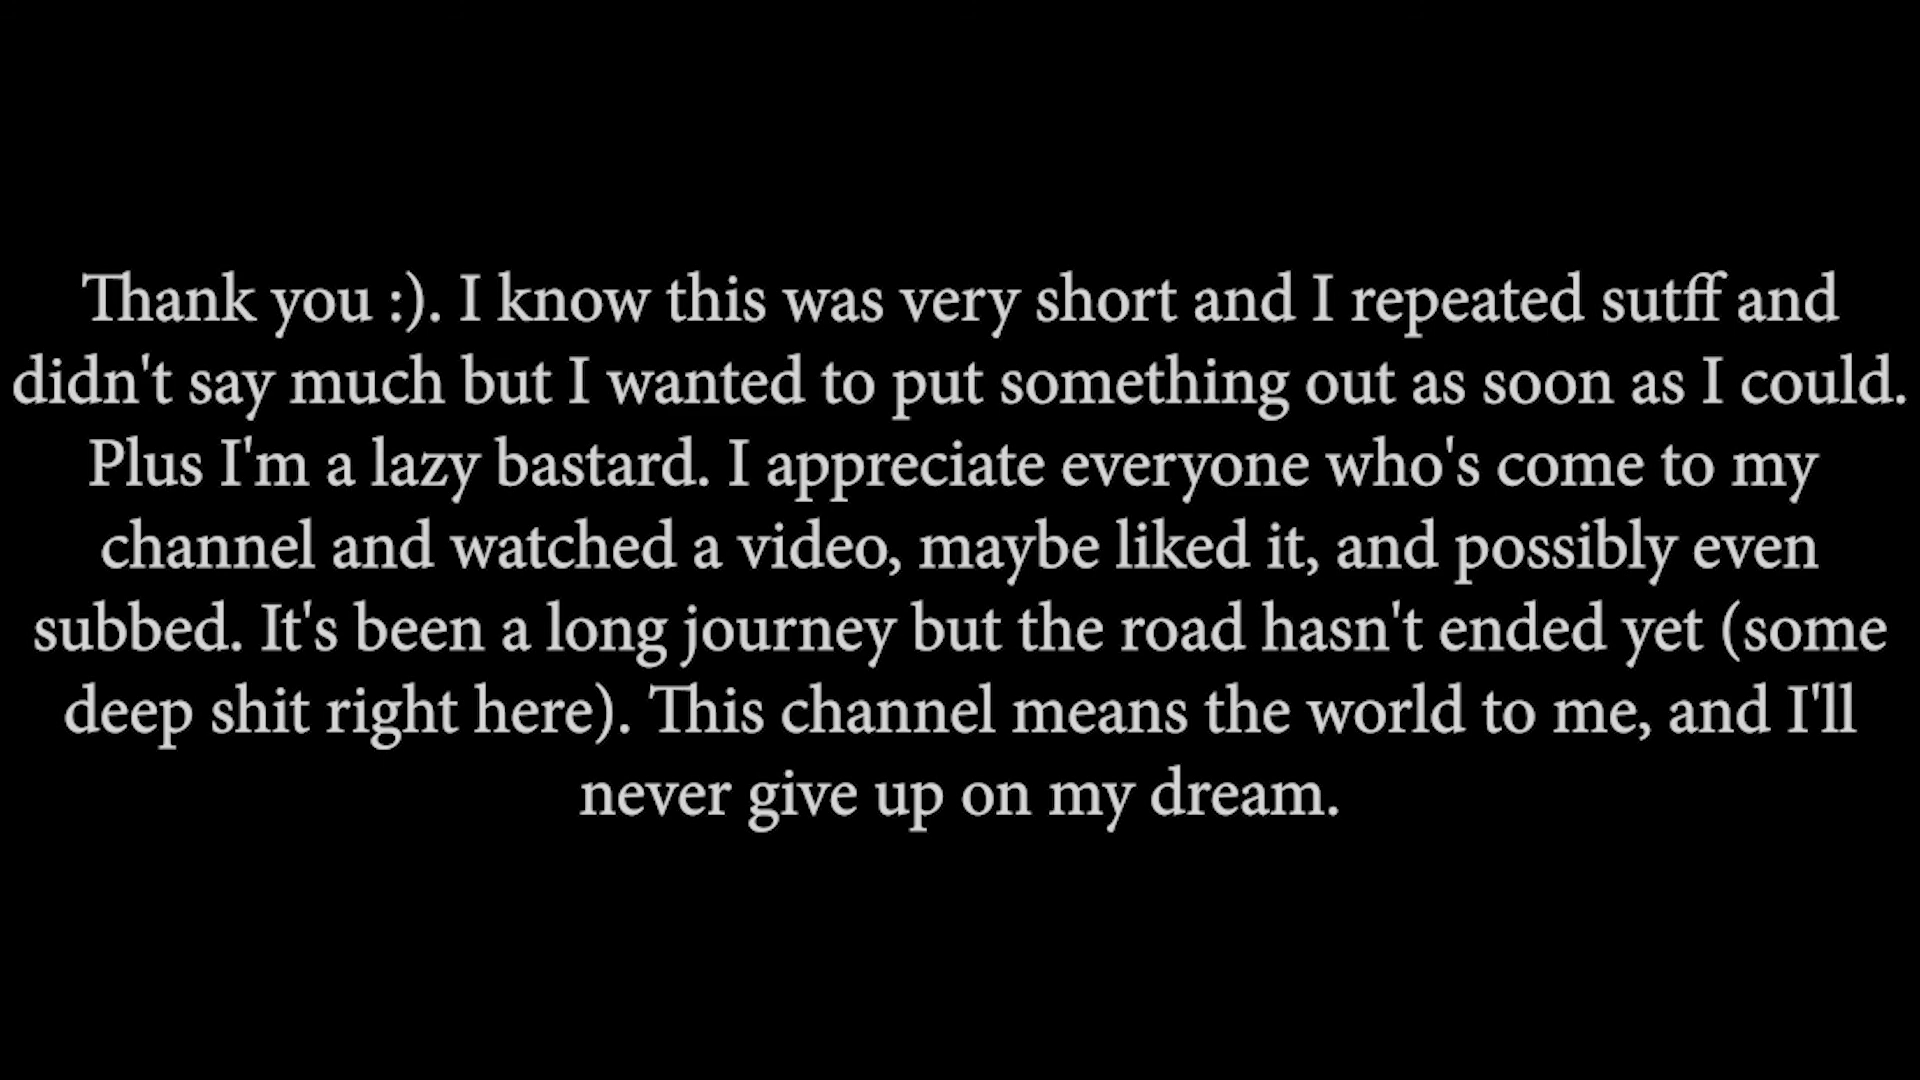 Thank you :). I know this was very short and I repeated sutff and
didn't say much but I wanted to put something out as soon as I could.
Plus I'm a lazy bastard. I appreciate everyone who's come to my
channel and watched a video, maybe liked it, and possibly even
subbed. It's been a long journey but the road hasn't ended yet (some
deep shit right here). This channel means the world to me, and I'll
never give up on my dream.